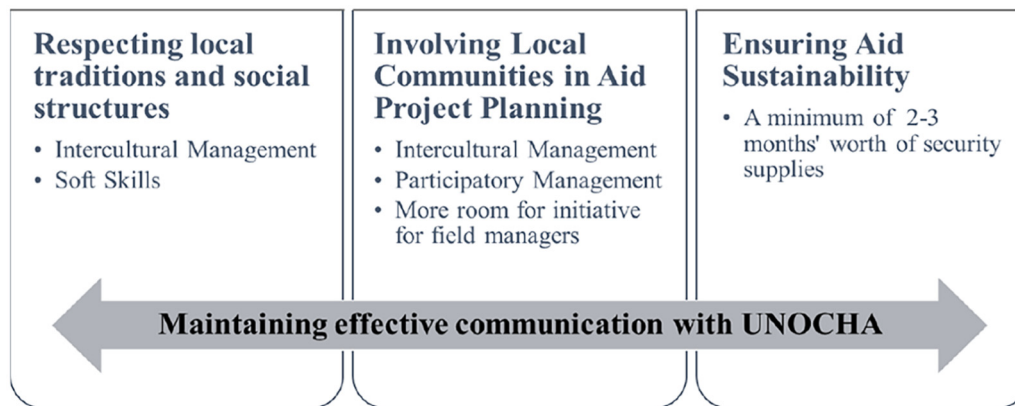 Respecting local
traditions and social
structures
• Intercultural Management
• Soft Skills
Involving Local
Communities in Aid
Project Planning
• Intercultural Management
• Participatory Management
• More room for initiative
for field managers
Ensuring Aid
Sustainability
• A minimum of 2-3
months' worth of security
supplies
Maintaining effective communication with UNOCHA